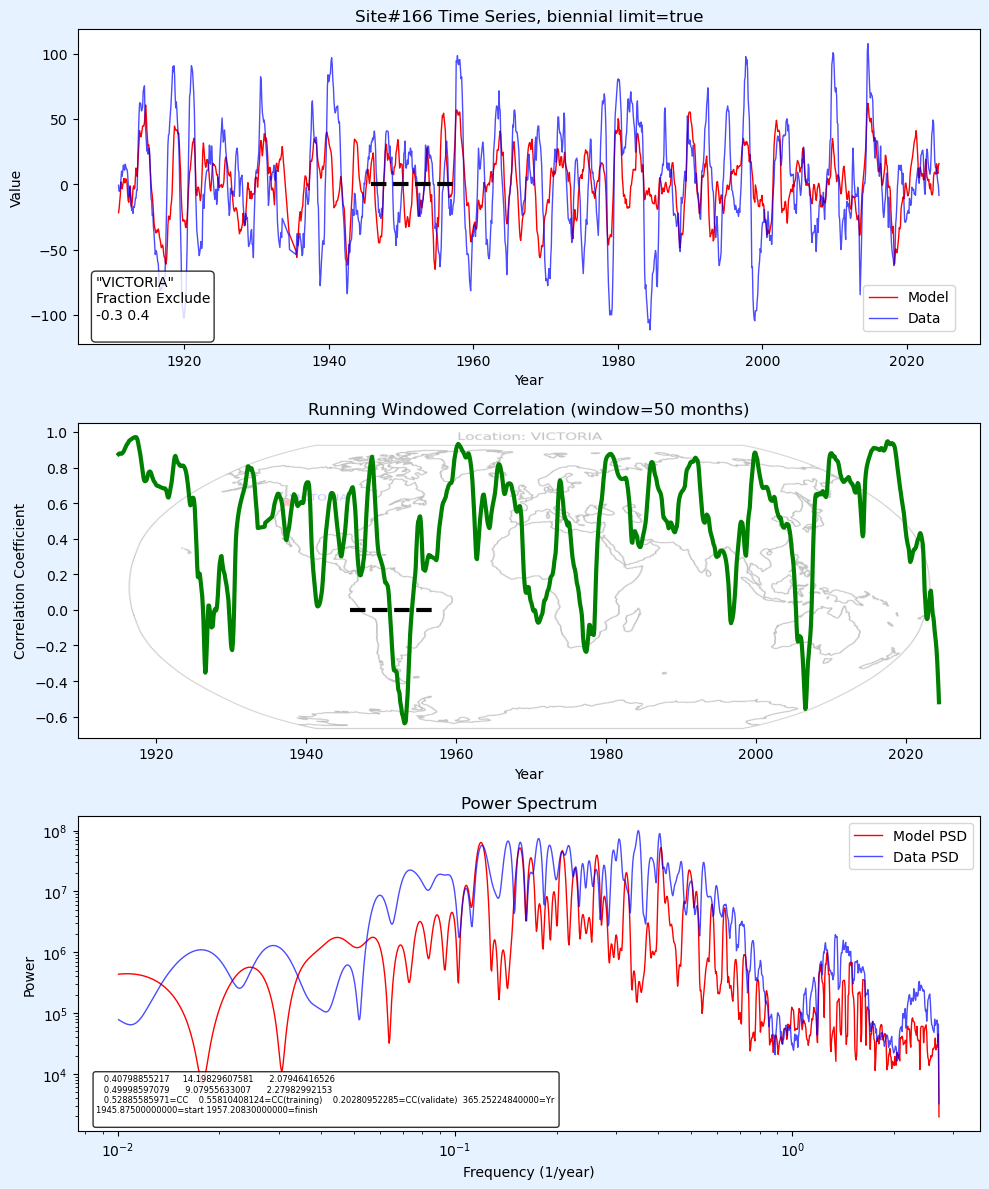 Site#166 Time Series, biennial limit=true
100
50
0
−50
−100
Value
"VICTORIA"
Fraction Exclude
-0.3 0.4
Model
Data
1920
1940
1960
1980
2000
2020
Year
Running Windowed Correlation (window=50 months)
Location: VICTORIA
1.0
0.8
0.6
0.4
0.2
0.0
−0.2
−0.4
−0.6
Correlation Coefficient
1920
1940
1960
1980
2000
2020
Year
Power Spectrum
10^8
10^7
10^6
10^5
10^4
Power
Model PSD
Data PSD
0.40798855217 14.19829607581 2.07946416526
0.49998597079 9.07955633007 2.27982992153
0.52885585971=CC 0.55810408124=CC(training) 0.20280952285=CC(validate) 365.25224840000=Yr
1945.87500000000=start 1957.20830000000=finish
10^−2
10^−1
10^0
Frequency (1/year)